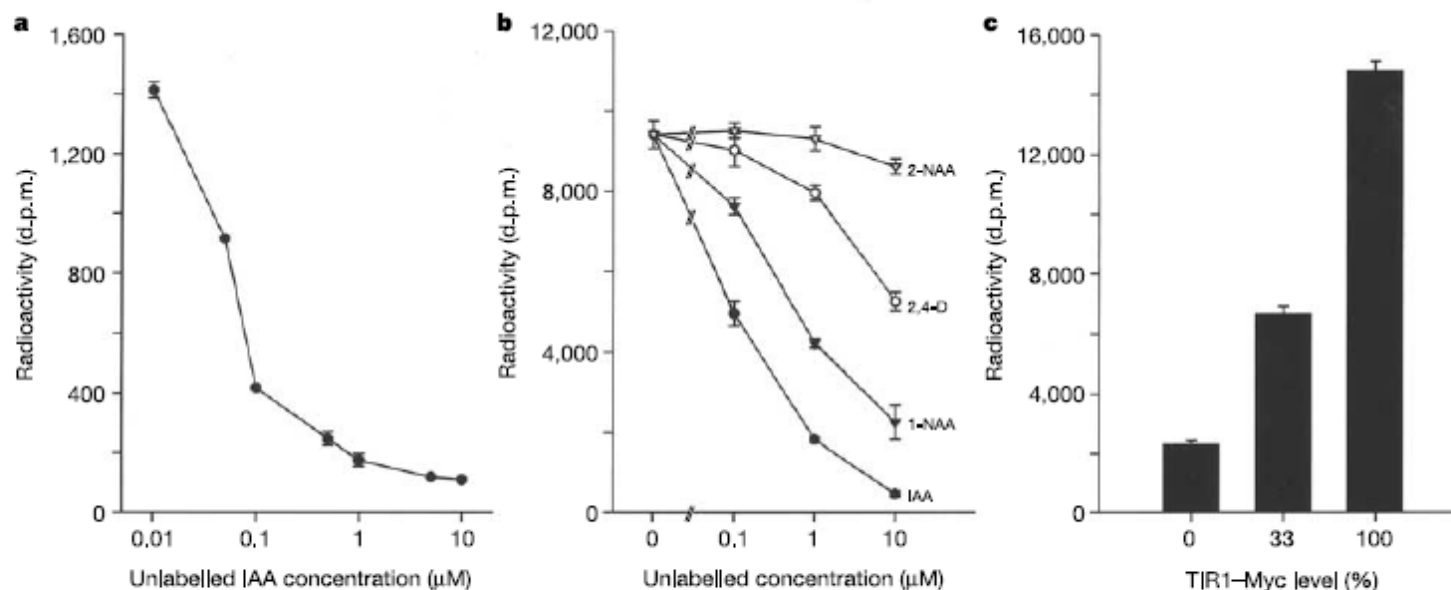 a
1,600
1,200
800
400
0
0.01
0.1
1
10
Radioactivity (d.p.m.)
Unlabelled IAA concentration (μM)
b
12,000
8,000
4,000
0
0
0.1
1
10
Radioactivity (d.p.m.)
Unlabelled concentration (μM)
2-NAA
2,4-D
1-NAA
IAA
c
16,000
12,000
8,000
4,000
0
0
33
100
Radioactivity (d.p.m.)
TIR1–Myc level (%)